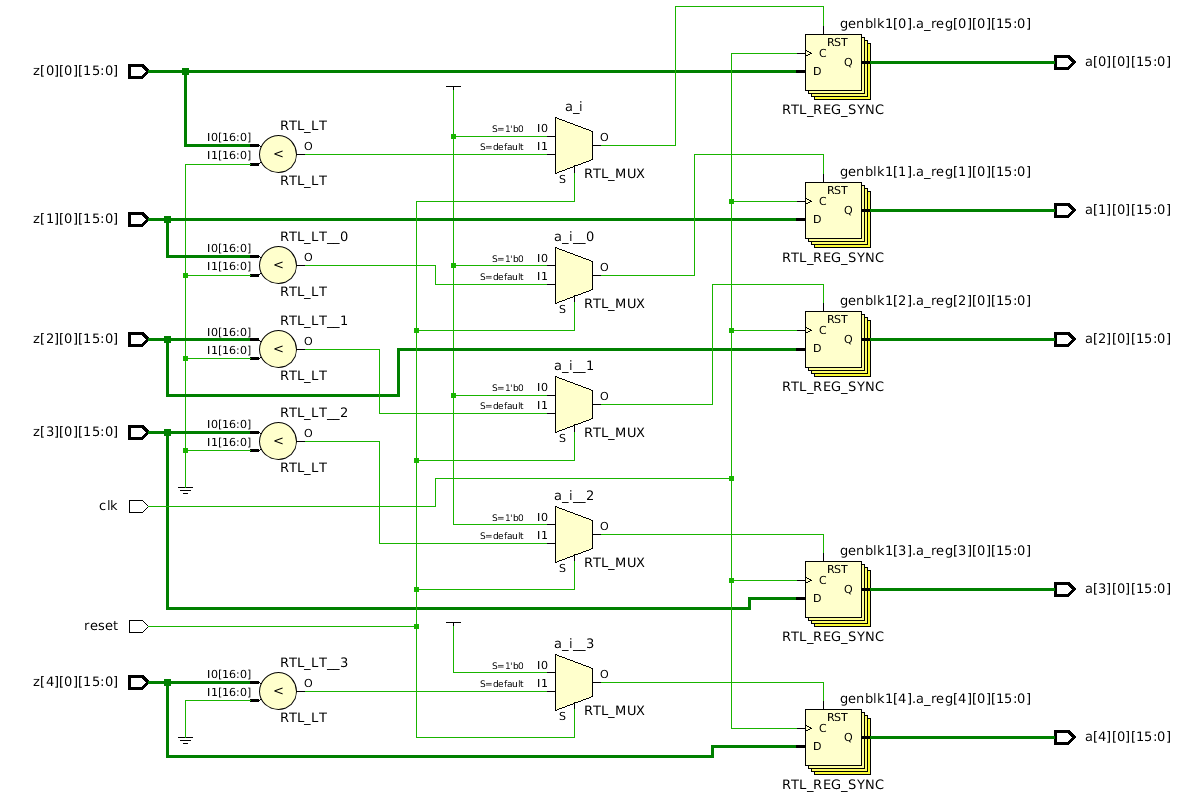 genblk1[0].a_reg[0][0][15:0]
RST
C
D
Q
z[0][0][15:0]
a[0][0][15:0]
RTL_REG_SYNC
a_i
RTL_LT
I0[16:0]
I1[16:0]
<
O
RTL_LT
S=1'b0 I0
S=default I1
O
S
RTL_MUX
genblk1[1].a_reg[1][0][15:0]
RST
C
D
Q
z[1][0][15:0]
a[1][0][15:0]
RTL_REG_SYNC
RTL_LT__0
I0[16:0]
I1[16:0]
<
O
RTL_LT
a_i__0
S=1'b0 I0
S=default I1
O
S
RTL_MUX
genblk1[2].a_reg[2][0][15:0]
RST
C
D
Q
z[2][0][15:0]
a[2][0][15:0]
RTL_REG_SYNC
RTL_LT__1
I0[16:0]
I1[16:0]
<
O
RTL_LT
a_i__1
S=1'b0 I0
S=default I1
O
S
RTL_MUX
z[3][0][15:0]
RTL_LT__2
I0[16:0]
I1[16:0]
<
O
RTL_LT
clk
a_i__2
S=1'b0 I0
S=default I1
O
S
RTL_MUX
genblk1[3].a_reg[3][0][15:0]
RST
C
D
Q
a[3][0][15:0]
RTL_REG_SYNC
reset
z[4][0][15:0]
RTL_LT__3
I0[16:0]
I1[16:0]
<
O
RTL_LT
a_i__3
S=1'b0 I0
S=default I1
O
S
RTL_MUX
genblk1[4].a_reg[4][0][15:0]
RST
C
D
Q
a[4][0][15:0]
RTL_REG_SYNC